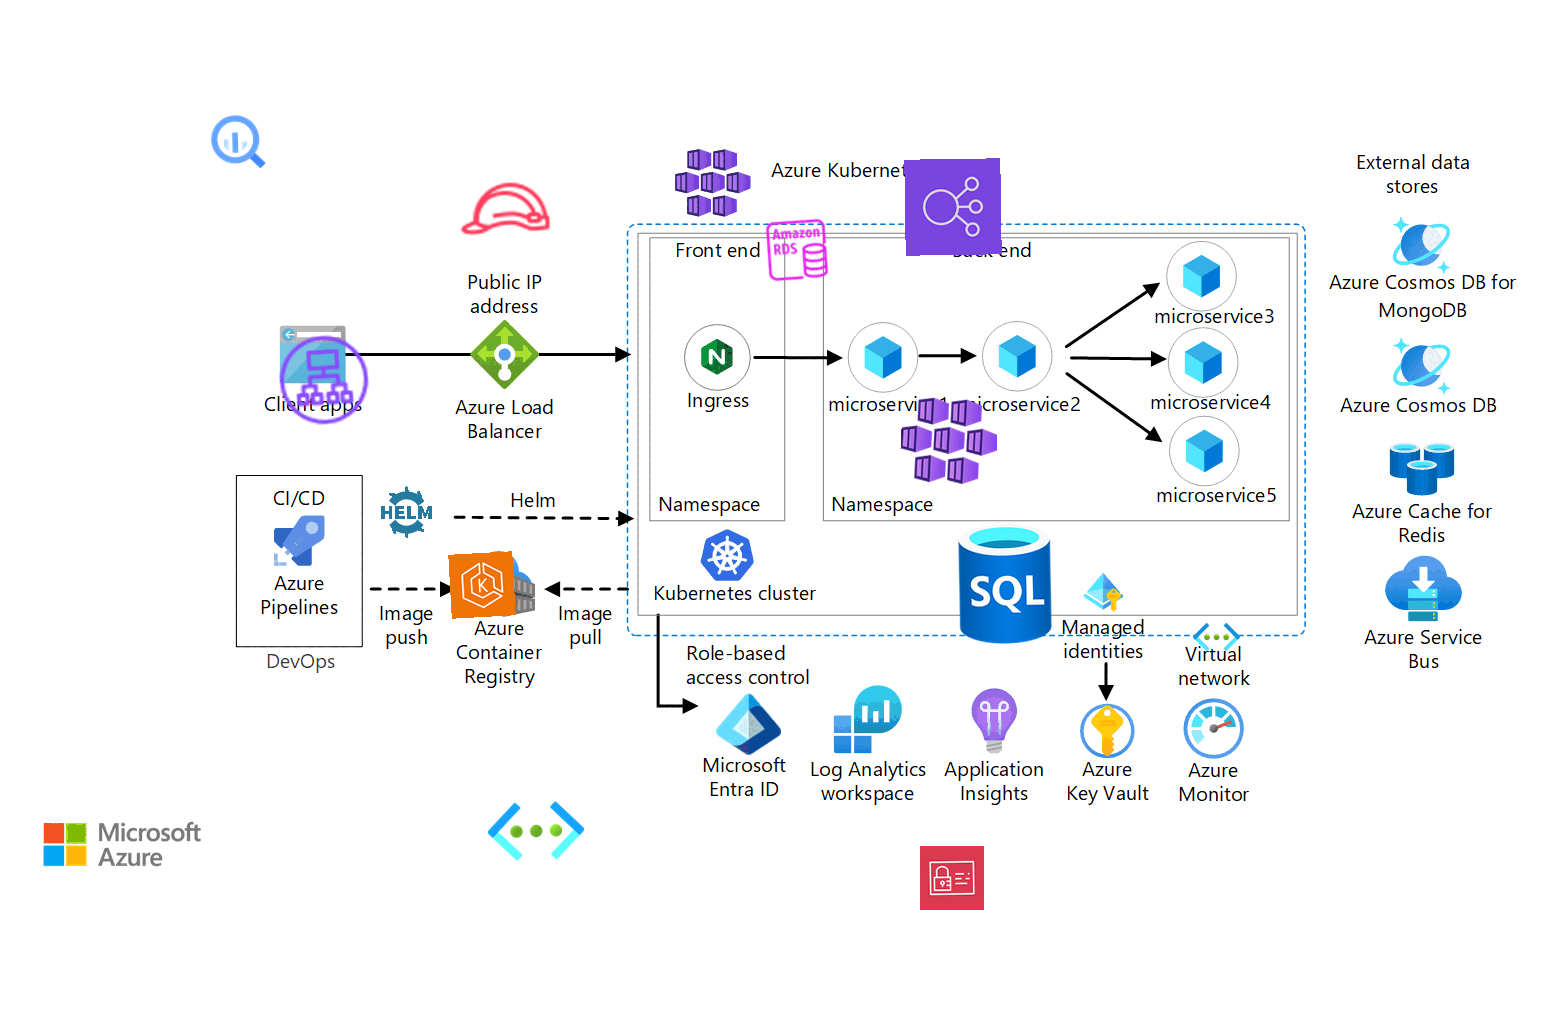 External data
stores
Azure Kubernet
Amazon
RDS
Front end
Back end
Public IP
address
Azure Load
Balancer
Client apps
Ingress
microservice1
microservice2
microservice3
microservice4
microservice5
Namespace
Namespace
Azure Cosmos DB for
MongoDB
Azure Cosmos DB
Azure Cache for
Redis
Azure Service
Bus
CI/CD
Azure
Pipelines
DevOps
HELM
Helm
Image
push
K
Azure
Container
Registry
Image
pull
Kubernetes cluster
SQL
Managed
identities
Virtual
network
Role-based
access control
Microsoft
Entra ID
Log Analytics
workspace
Application
Insights
Azure
Key Vault
Azure
Monitor
Microsoft
Azure